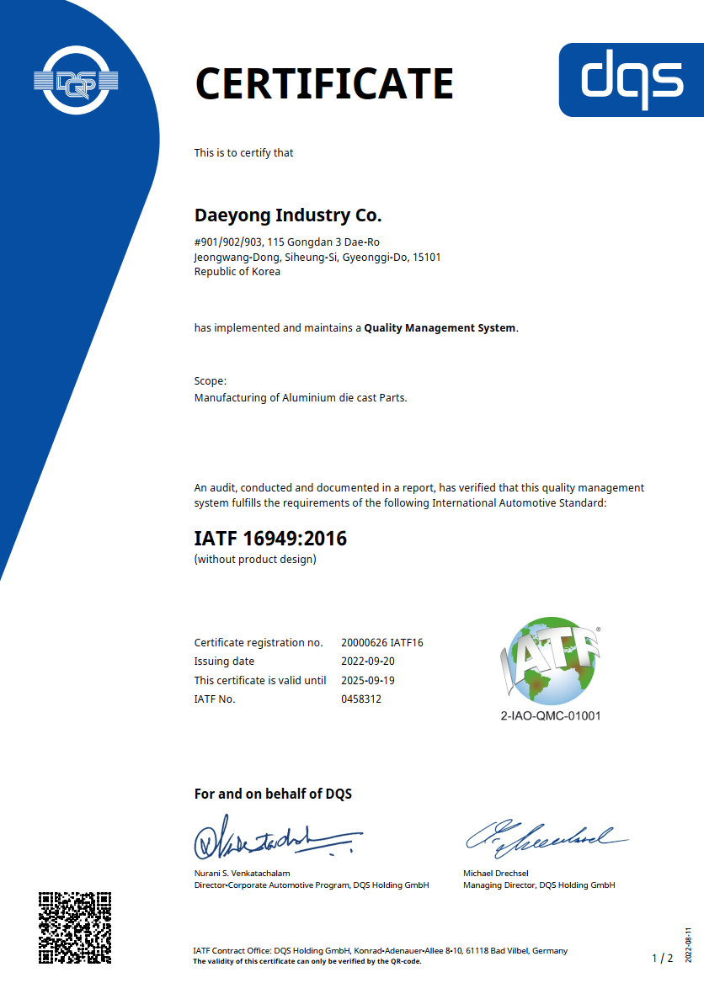 DQS
CERTIFICATE
dqs
This is to certify that
Daeyong Industry Co.
#901/902/903, 115 Gongdan 3 Dae-Ro
Jeongwang-Dong, Siheung-Si, Gyeonggi-Do, 15101
Republic of Korea
has implemented and maintains a Quality Management System.
Scope:
Manufacturing of Aluminium die cast Parts.
An audit, conducted and documented in a report, has verified that this quality management
system fulfills the requirements of the following International Automotive Standard:
IATF 16949:2016
(without product design)
Certificate registration no. 20000626 IATF16
Issuing date 2022-09-20
This certificate is valid until 2025-09-19
IATF No. 0458312
IATF®
2-IAO-QMC-01001
For and on behalf of DQS
Nurani S. Venkatachalam
Director-Corporate Automotive Program, DQS Holding GmbH
Michael Drechsel
Managing Director, DQS Holding GmbH
IATF Contract Office: DQS Holding GmbH, Konrad-Adenauer-Allee 8-10, 61118 Bad Vilbel, Germany
The validity of this certificate can only be verified by the QR-code.
1 / 2
2022-08-11